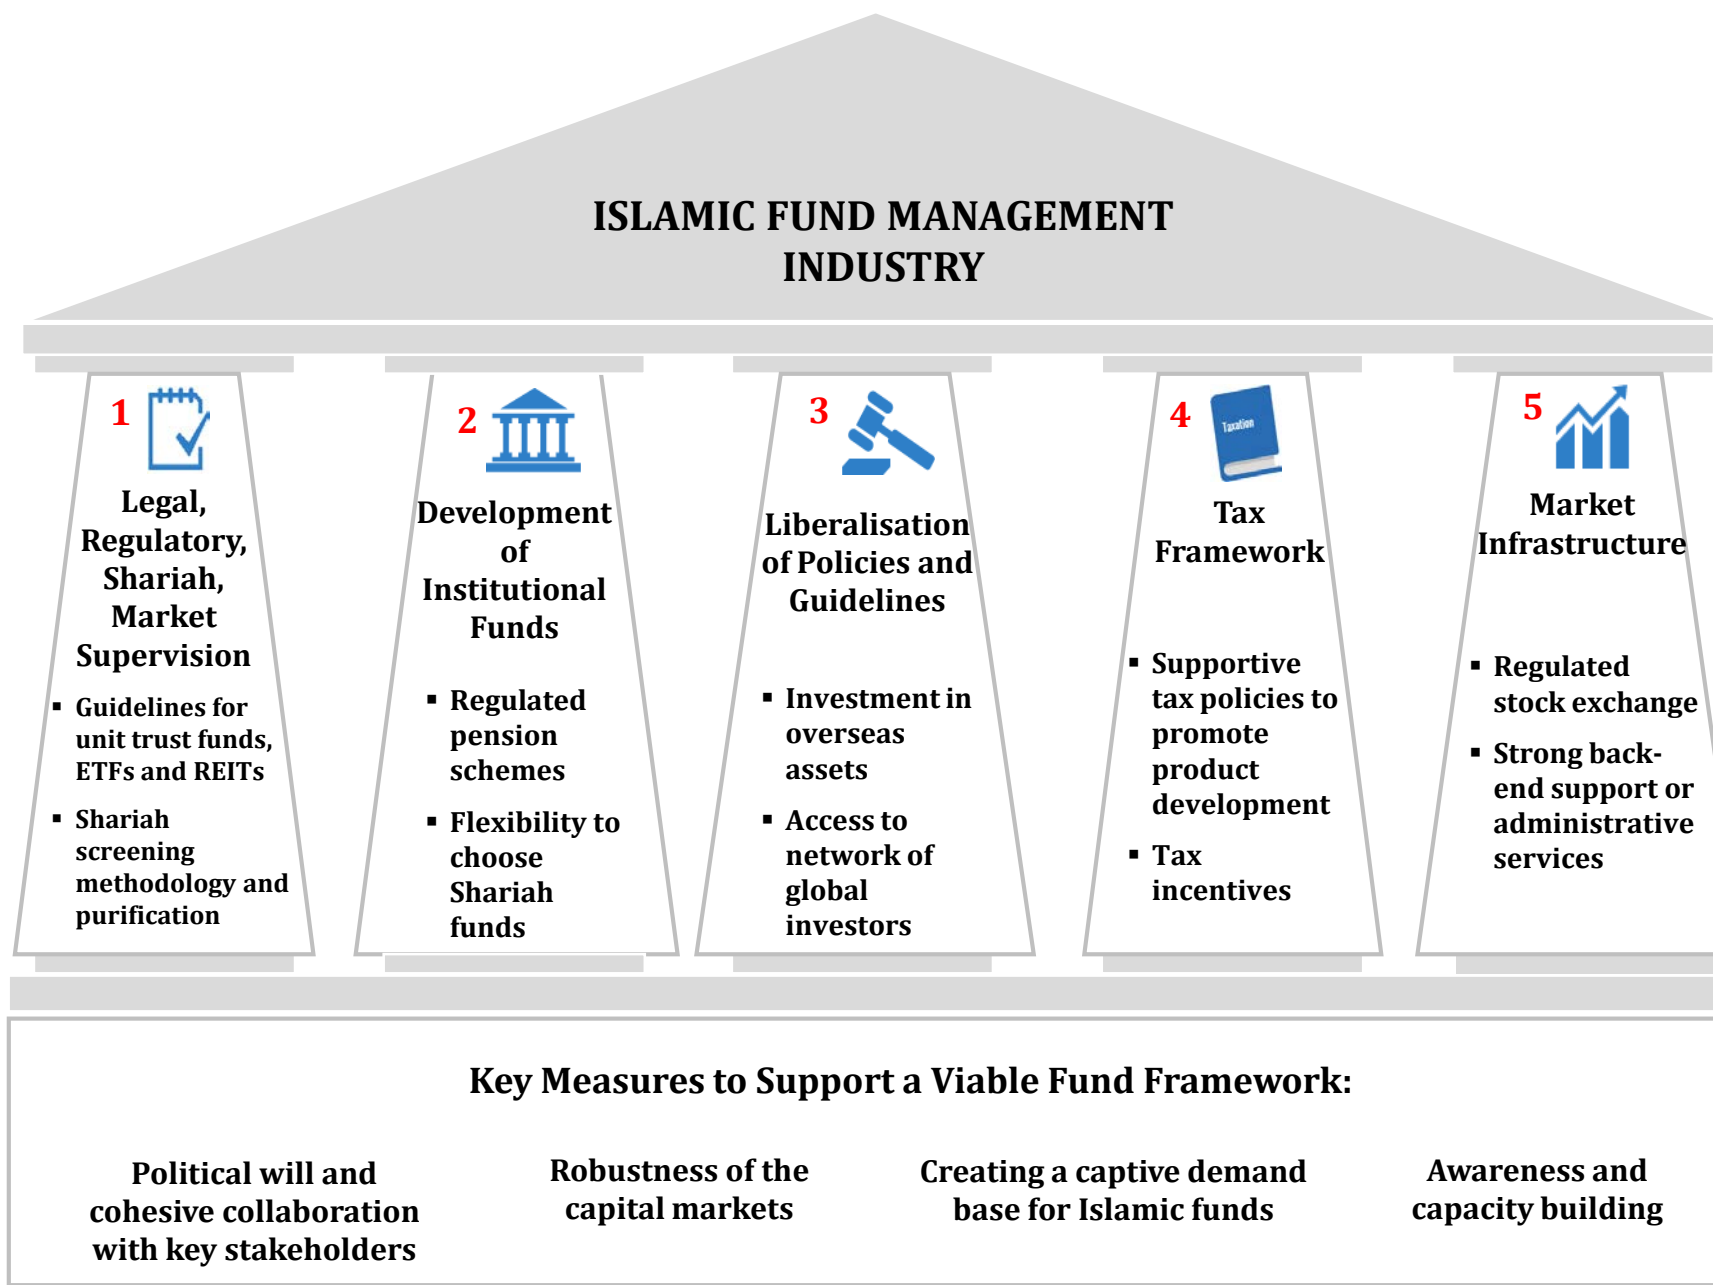 ISLAMIC FUND MANAGEMENT
INDUSTRY
1
Legal,
Regulatory,
Shariah,
Market
Supervision
▪ Guidelines for
unit trust funds,
ETFs and REITs
▪ Shariah
screening
methodology and
purification
2
Development
of
Institutional
Funds
▪ Regulated
pension
schemes
▪ Flexibility to
choose
Shariah
funds
3
Liberalisation
of Policies and
Guidelines
▪ Investment in
overseas
assets
▪ Access to
network of
global
investors
4
Taxation
Tax
Framework
▪ Supportive
tax policies to
promote
product
development
▪ Tax
incentives
5
Market
Infrastructure
▪ Regulated
stock exchange
▪ Strong back-
end support or
administrative
services
Key Measures to Support a Viable Fund Framework:
Political will and
cohesive collaboration
with key stakeholders
Robustness of the
capital markets
Creating a captive demand
base for Islamic funds
Awareness and
capacity building